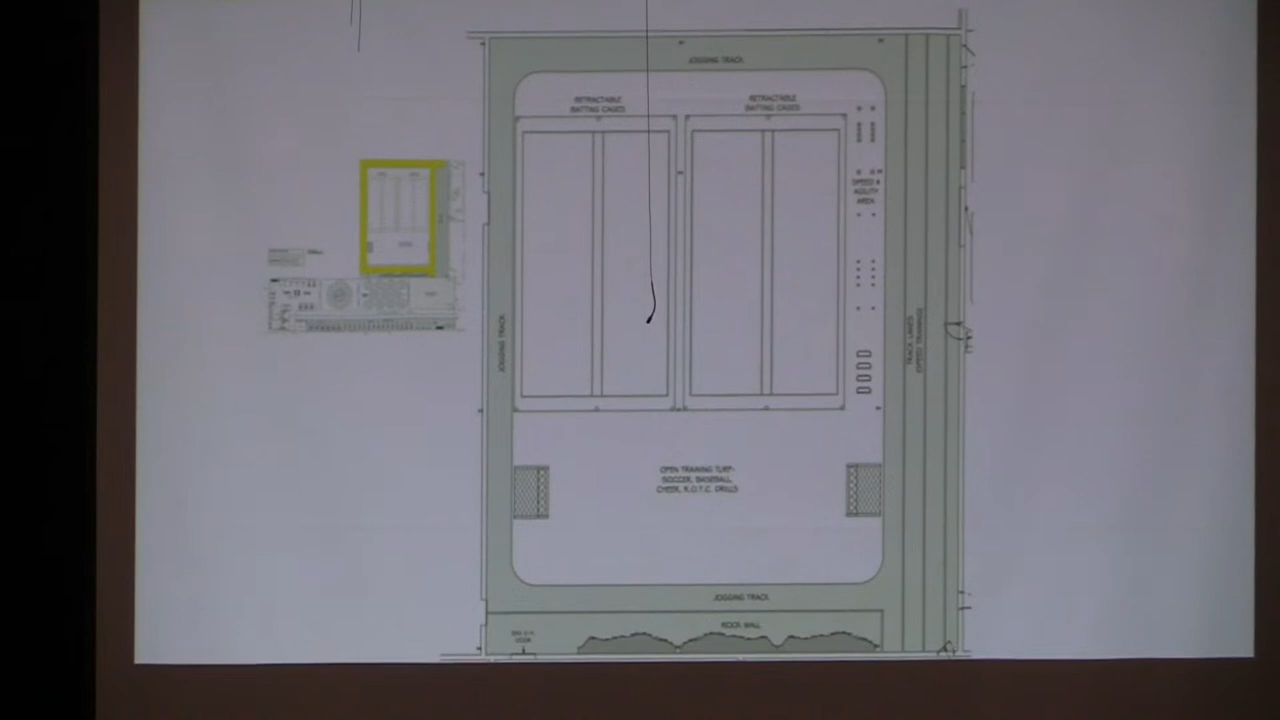 JOGGING TRACK
RETRACTABLE
BATTING CAGES
RETRACTABLE
BATTING CAGES
SPEED &
AGILITY
AREA
JOGGING TRACK
TRACK LANES
(SPEED TRAINING)
OPEN TRAINING TURF-
SOCCER, BASEBALL,
CHEER, R.O.T.C. DRILLS
JOGGING TRACK
ROCK WALL
DOOR